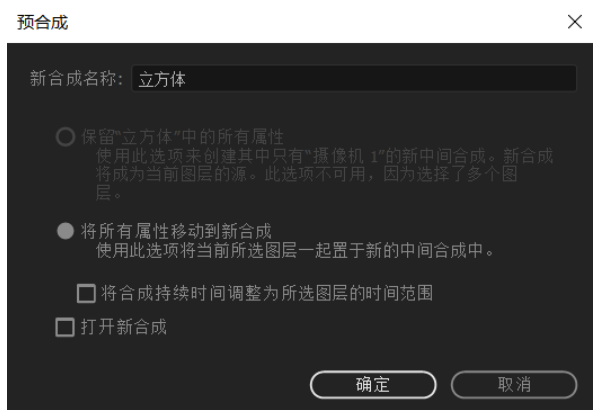 预合成
新合成名称: 立方体
保留“立方体”中的所有属性
使用此选项未创建其中只有“摄像机 1”的新中间合成。新合成
将成为当前图层的源。此选项不可用，因为选择了多个图
层。
将所有属性移动到新合成
使用此选项将当前所选图层一起置于新的中间合成中。
将合成持续时间调整为所选图层的时间范围
打开新合成
确定 取消